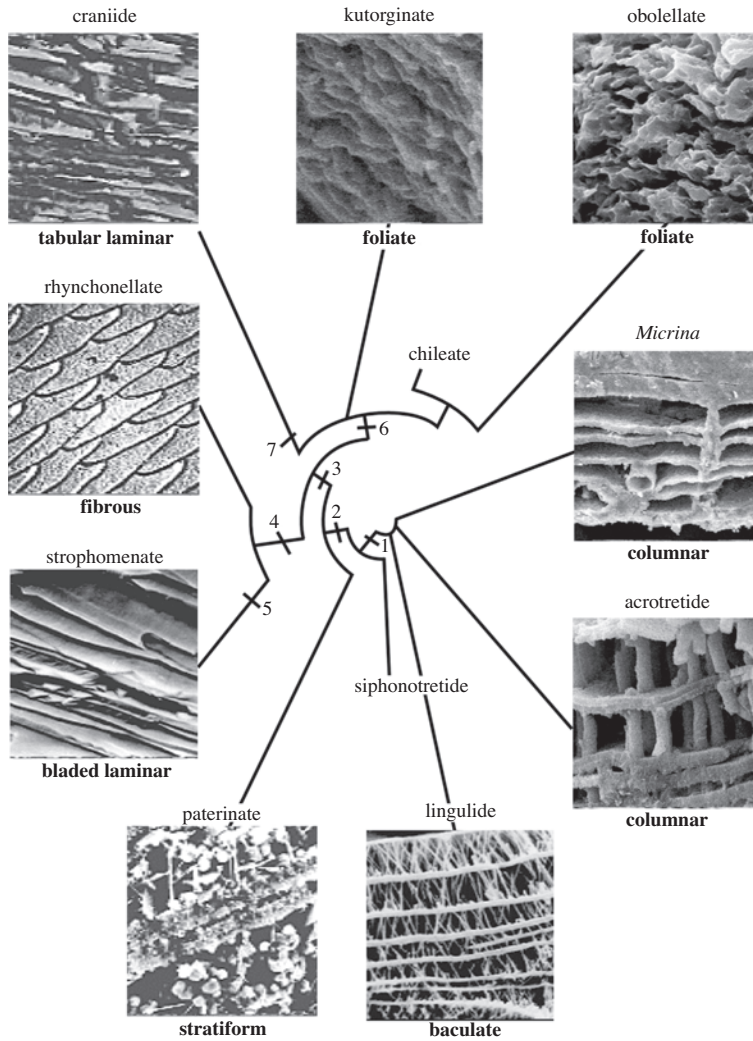 craniide
kutorginate
obolellate
tabular laminar
foliate
foliate
rhynchonellate
chileate
Micrina
7
6
3
fibrous
4
2
1
columnar
strophomenate
5
acrotretide
siphonotretide
bladed laminar
paterinate
lingulide
columnar
stratiform
baculate